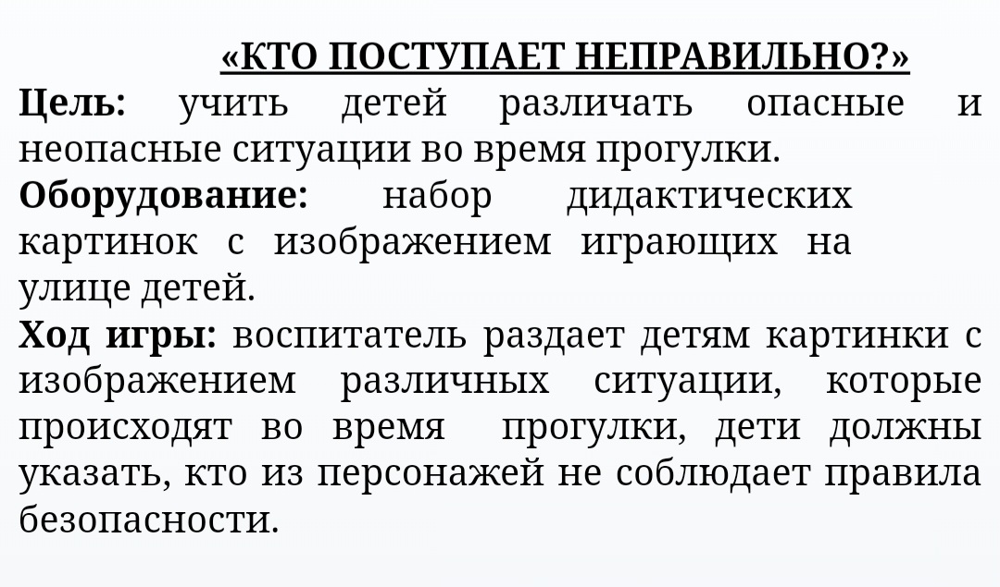 «КТО ПОСТУПАЕТ НЕПРАВИЛЬНО?»
Цель: учить детей различать опасные и
неопасные ситуации во время прогулки.
Оборудование: набор дидактических
картинок с изображением играющих на
улице детей.
Ход игры: воспитатель раздает детям картинки с
изображением различных ситуации, которые
происходят во время прогулки, дети должны
указать, кто из персонажей не соблюдает правила
безопасности.